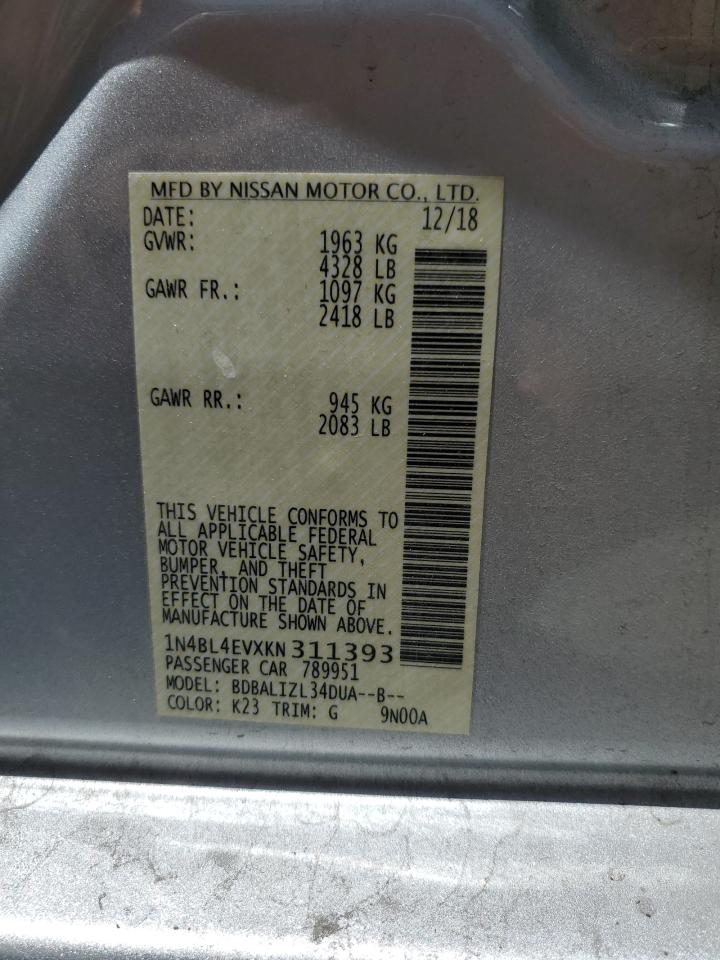 MFD BY NISSAN MOTOR CO., LTD.
DATE: 12/18
GVWR: 1963 KG
4328 LB
GAWR FR.: 1097 KG
2418 LB
GAWR RR.: 945 KG
2083 LB
THIS VEHICLE CONFORMS TO
ALL APPLICABLE FEDERAL
MOTOR VEHICLE SAFETY,
BUMPER, AND THEFT
PREVENTION STANDARDS IN
EFFECT ON THE DATE OF
MANUFACTURE SHOWN ABOVE.
1N4BL4EVXKN311393
PASSENGER CAR 789951
MODEL: BDBALIZL34DUA--B--
COLOR: K23 TRIM: G 9N00A